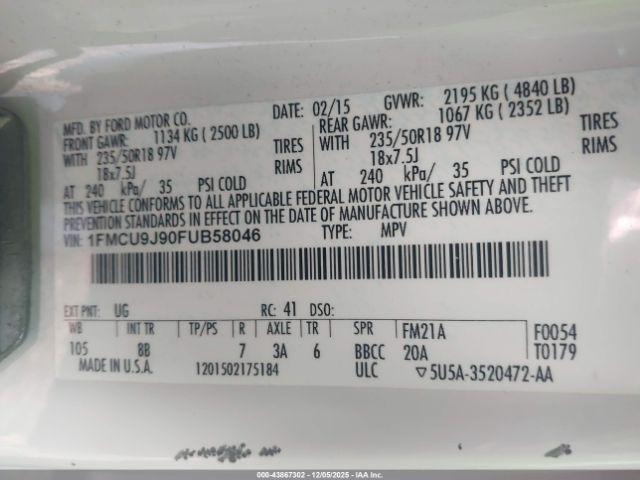 MFD. BY FORD MOTOR CO. DATE: 02/15 GVWR: 2195 KG ( 4840 LB)
FRONT GAWR: 1134 KG ( 2500 LB) REAR GAWR: 1067 KG ( 2352 LB)
WITH 235/50R18 97V TIRES WITH 235/50R18 97V TIRES
18x7.5J RIMS 18x7.5J RIMS
AT 240 kPa/ 35 PSI COLD AT 240 kPa/ 35 PSI COLD
THIS VEHICLE CONFORMS TO ALL APPLICABLE FEDERAL MOTOR VEHICLE SAFETY AND THEFT
PREVENTION STANDARDS IN EFFECT ON THE DATE OF MANUFACTURE SHOWN ABOVE.
VIN: 1FMCU9J90FUB58046 TYPE: MPV
EXT PNT: UG RC: 41 DSO:
WB INT TR TP/PS R AXLE TR SPR FM21A F0054
105 8B 7 3A 6 BBCC 20A T0179
MADE IN U.S.A. 1201502175184 ULC ▽5U5A-3520472-AA
000-43867302 - 12/05/2025 - IAA Inc.